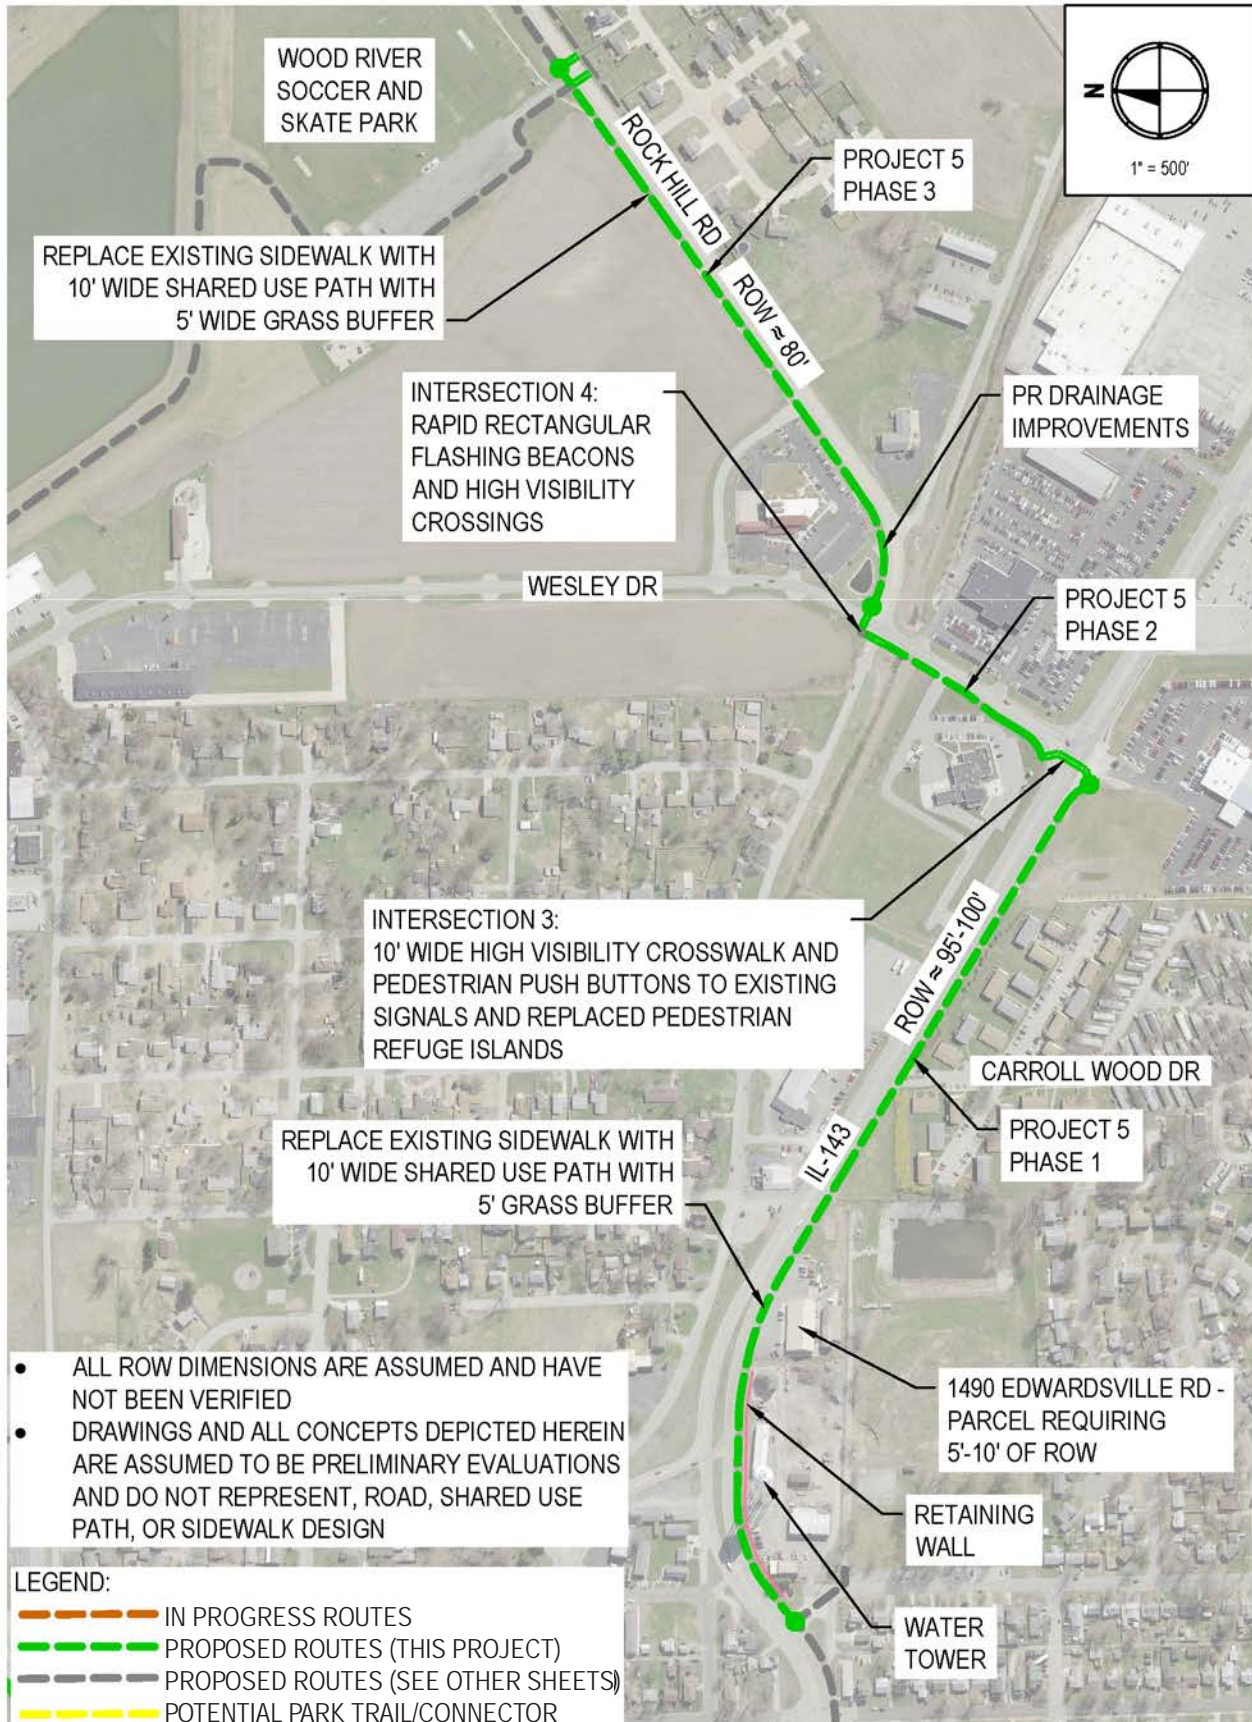 WOOD RIVER
SOCCER AND
SKATE PARK
N
1" = 500'
ROCK HILL RD
PROJECT 5
PHASE 3
REPLACE EXISTING SIDEWALK WITH
10' WIDE SHARED USE PATH WITH
5' WIDE GRASS BUFFER
ROW ≈ 80'
INTERSECTION 4:
RAPID RECTANGULAR
FLASHING BEACONS
AND HIGH VISIBILITY
CROSSINGS
PR DRAINAGE
IMPROVEMENTS
WESLEY DR
PROJECT 5
PHASE 2
INTERSECTION 3:
10' WIDE HIGH VISIBILITY CROSSWALK AND
PEDESTRIAN PUSH BUTTONS TO EXISTING
SIGNALS AND REPLACED PEDESTRIAN
REFUGE ISLANDS
ROW ≈ 95'-100'
CARROLL WOOD DR
PROJECT 5
PHASE 1
REPLACE EXISTING SIDEWALK WITH
10' WIDE SHARED USE PATH WITH
5' GRASS BUFFER
IL-143
1490 EDWARDSVILLE RD -
PARCEL REQUIRING
5'-10' OF ROW
RETAINING
WALL
WATER
TOWER
• ALL ROW DIMENSIONS ARE ASSUMED AND HAVE
NOT BEEN VERIFIED
• DRAWINGS AND ALL CONCEPTS DEPICTED HEREIN
ARE ASSUMED TO BE PRELIMINARY EVALUATIONS
AND DO NOT REPRESENT, ROAD, SHARED USE
PATH, OR SIDEWALK DESIGN
LEGEND:
IN PROGRESS ROUTES
PROPOSED ROUTES (THIS PROJECT)
PROPOSED ROUTES (SEE OTHER SHEETS)
POTENTIAL PARK TRAIL/CONNECTOR